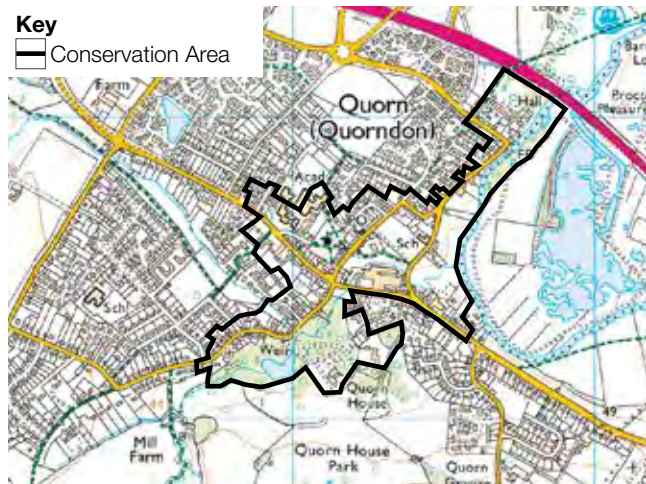 Key
Conservation Area
Lodge
Hall
Farm
Quorn
(Quorndon)
Acad
Sch
Sch
Weir
Quorn
House
49
Mill
Farm
Quorn House
Park
Quorn